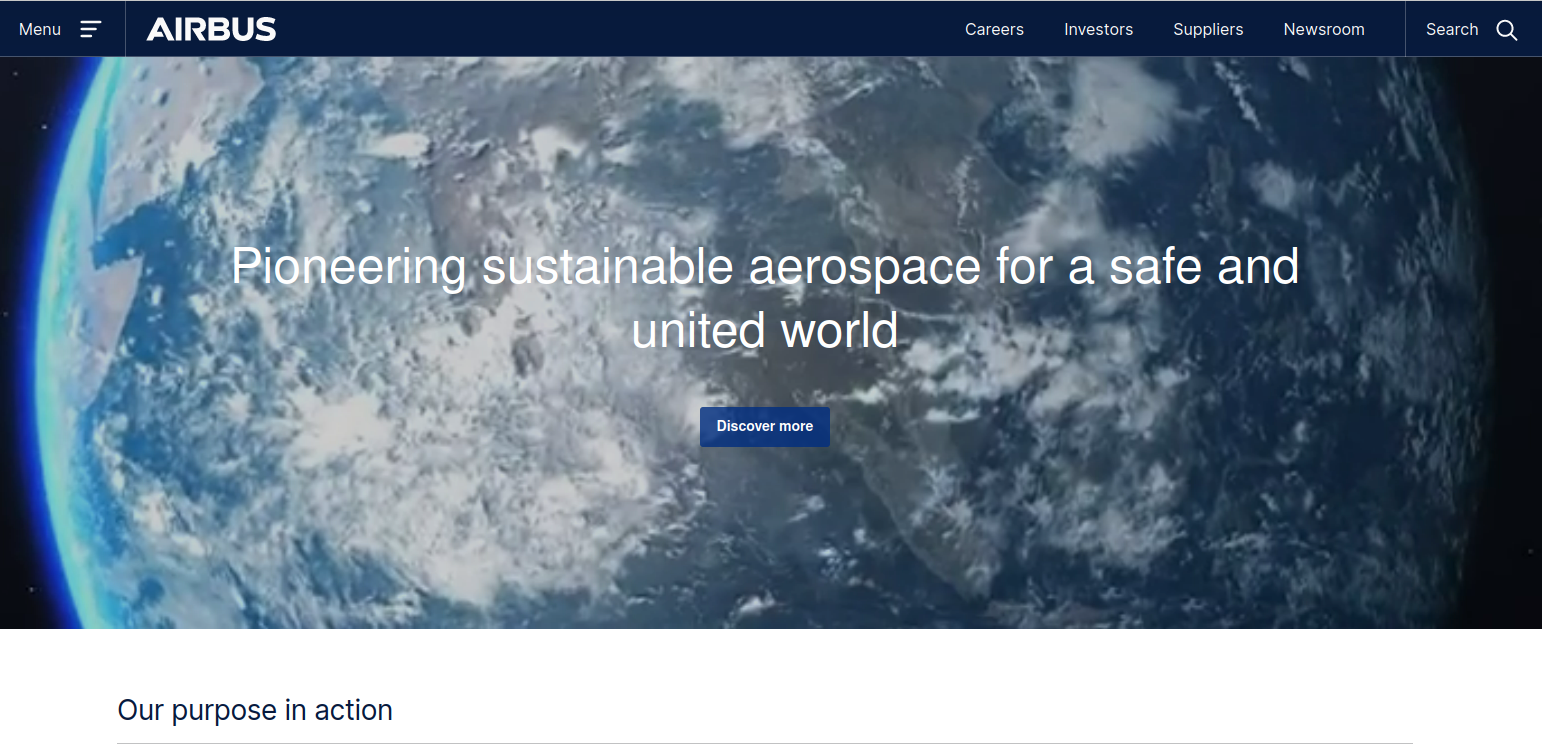 Menu
AIRBUS
Careers
Investors
Suppliers
Newsroom
Search
Pioneering sustainable aerospace for a safe and
united world
Discover more
Our purpose in action